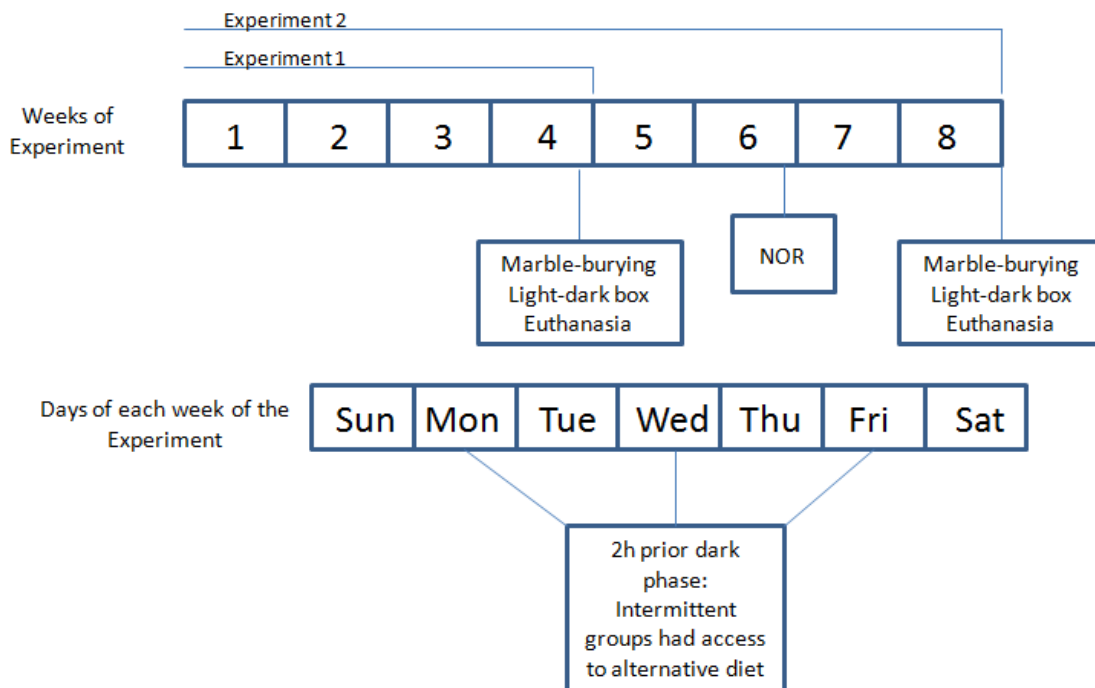 Experiment 2
Experiment 1
Weeks of
Experiment
1 2 3 4 5 6 7 8
Marble-burying
Light-dark box
Euthanasia
NOR
Marble-burying
Light-dark box
Euthanasia
Days of each week of the
Experiment
Sun Mon Tue Wed Thu Fri Sat
2h prior dark
phase:
Intermittent
groups had access
to alternative diet